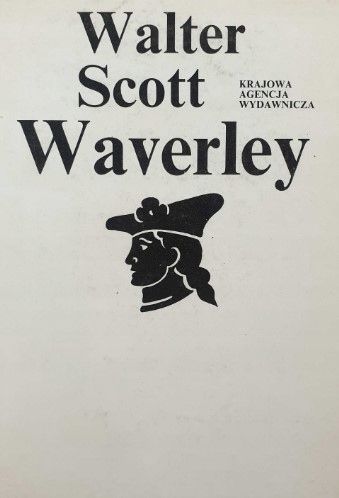 Walter
Scott
KRAJOWA
AGENCJA
WYDAWNICZA
Waverley